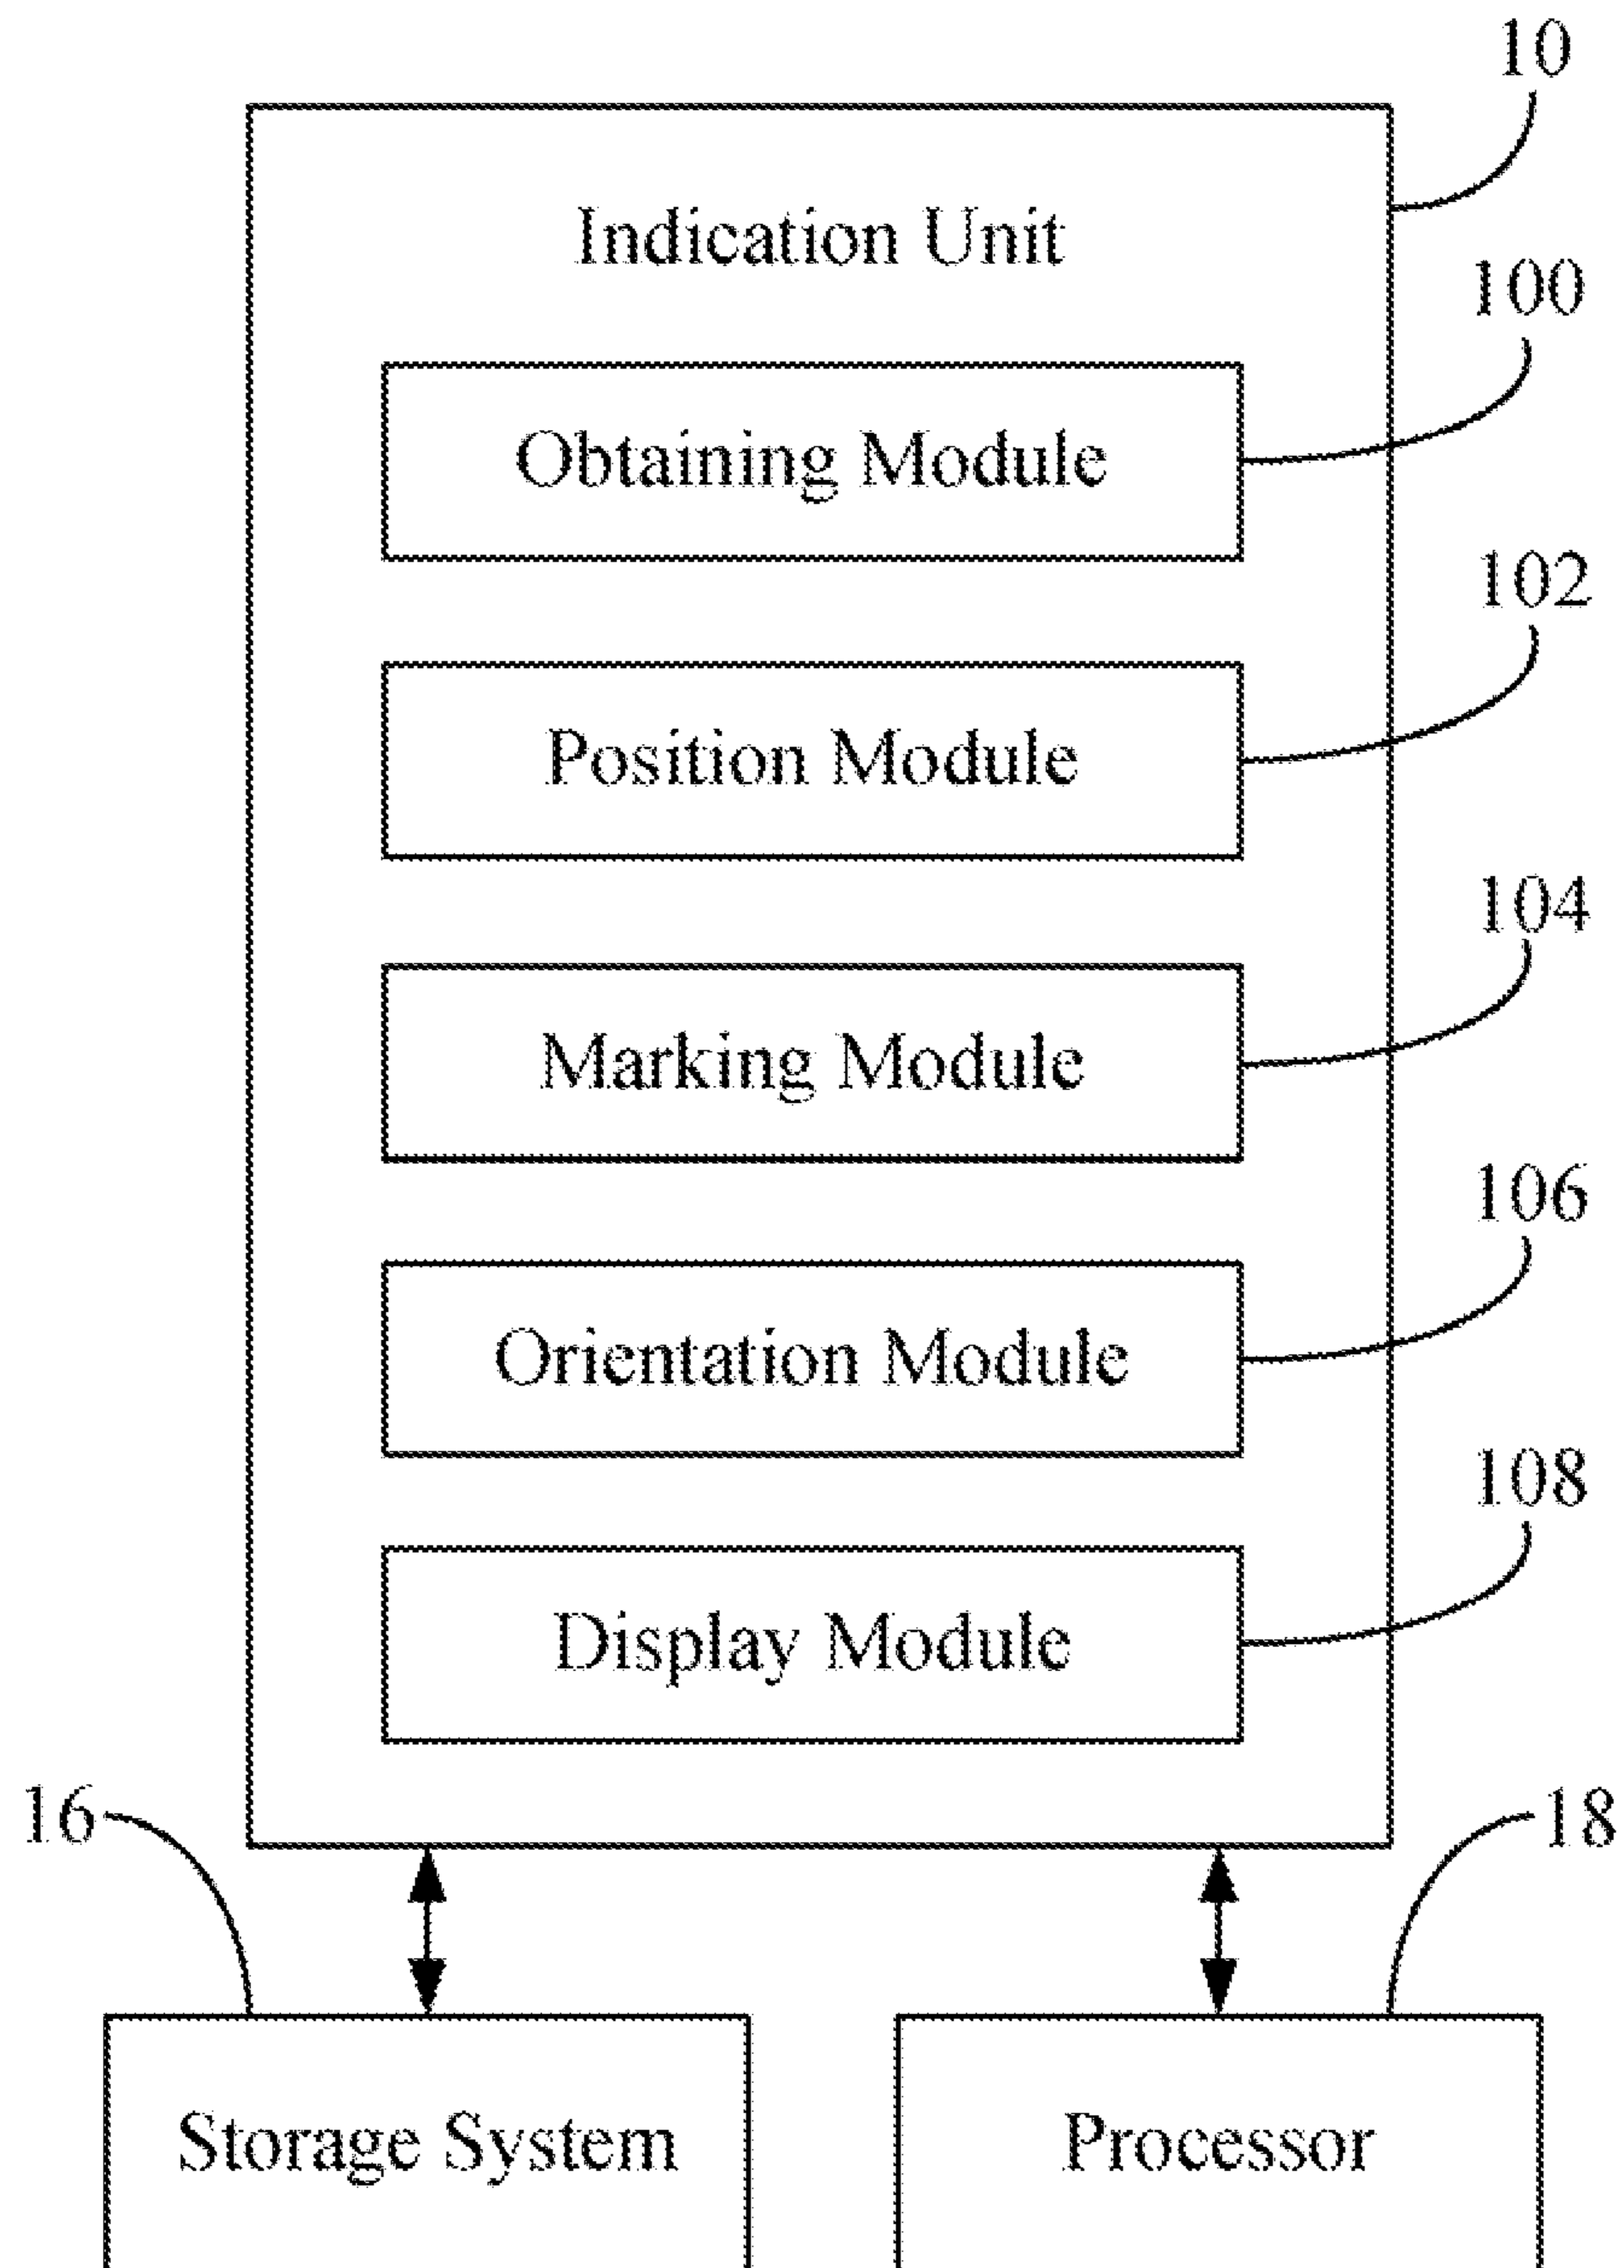 10
Indication Unit
100
Obtaining Module
102
Position Module
104
Marking Module
106
Orientation Module
108
Display Module
16
18
Storage System
Processor